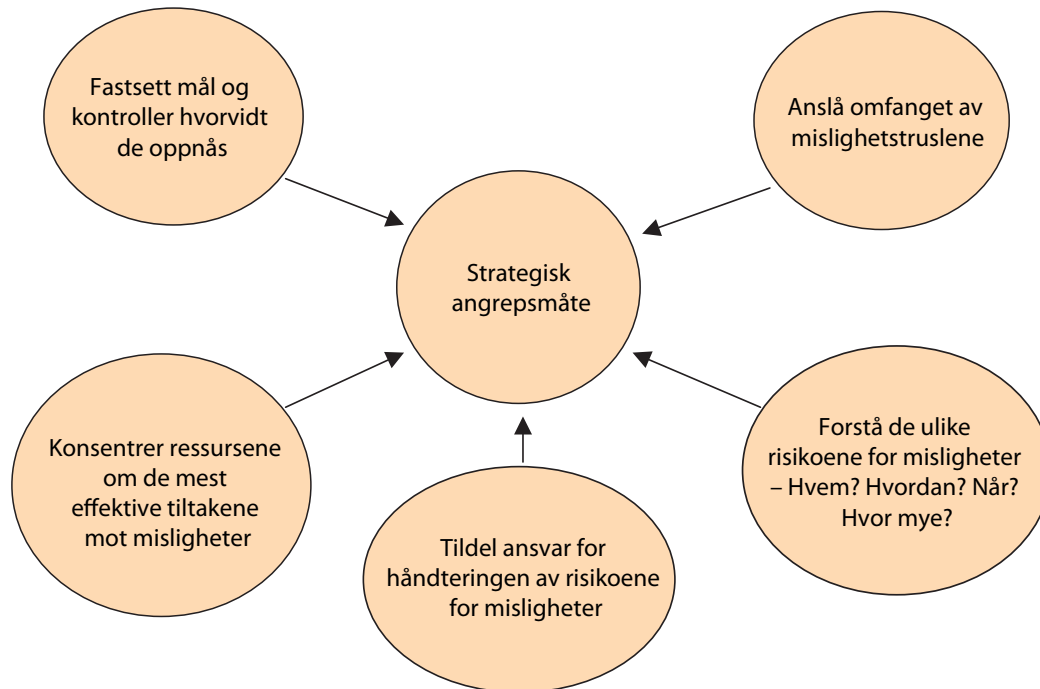 Fastsett mål og
kontroller hvorvidt
de oppnås
Anslå omfanget av
mislighetstruslene
Strategisk
angrepsmåte
Konsentrer ressursene
om de mest
effektive tiltakene
mot misligheter
Tildel ansvar for
håndteringen av risikoene
for misligheter
Forstå de ulike
risikoene for misligheter
– Hvem? Hvordan? Når?
Hvor mye?